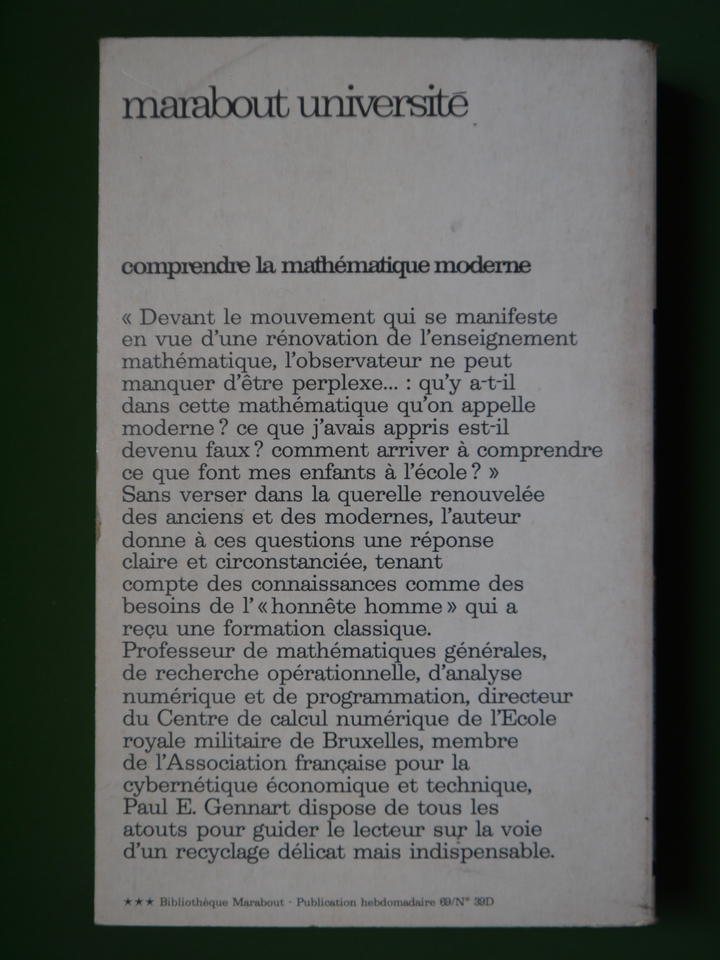 marabout université
comprendre la mathématique moderne
« Devant le mouvement qui se manifeste
en vue d'une rénovation de l'enseignement
mathématique, l'observateur ne peut
manquer d'être perplexe... : qu'y a-t-il
dans cette mathématique qu'on appelle
moderne ? ce que j'avais appris est-il
devenu faux ? comment arriver à comprendre
ce que font mes enfants à l'école ? »
Sans verser dans la querelle renouvelée
des anciens et des modernes, l'auteur
donne à ces questions une réponse
claire et circonstanciée, tenant
compte des connaissances comme des
besoins de l' « honnête homme » qui a
reçu une formation classique.
Professeur de mathématiques générales,
de recherche opérationnelle, d'analyse
numérique et de programmation, directeur
du Centre de calcul numérique de l'Ecole
royale militaire de Bruxelles, membre
de l'Association française pour la
cybernétique économique et technique,
Paul E. Gennart dispose de tous les
atouts pour guider le lecteur sur la voie
d'un recyclage délicat mais indispensable.
★★★ Bibliothèque Marabout · Publication hebdomadaire 69/N° 39D